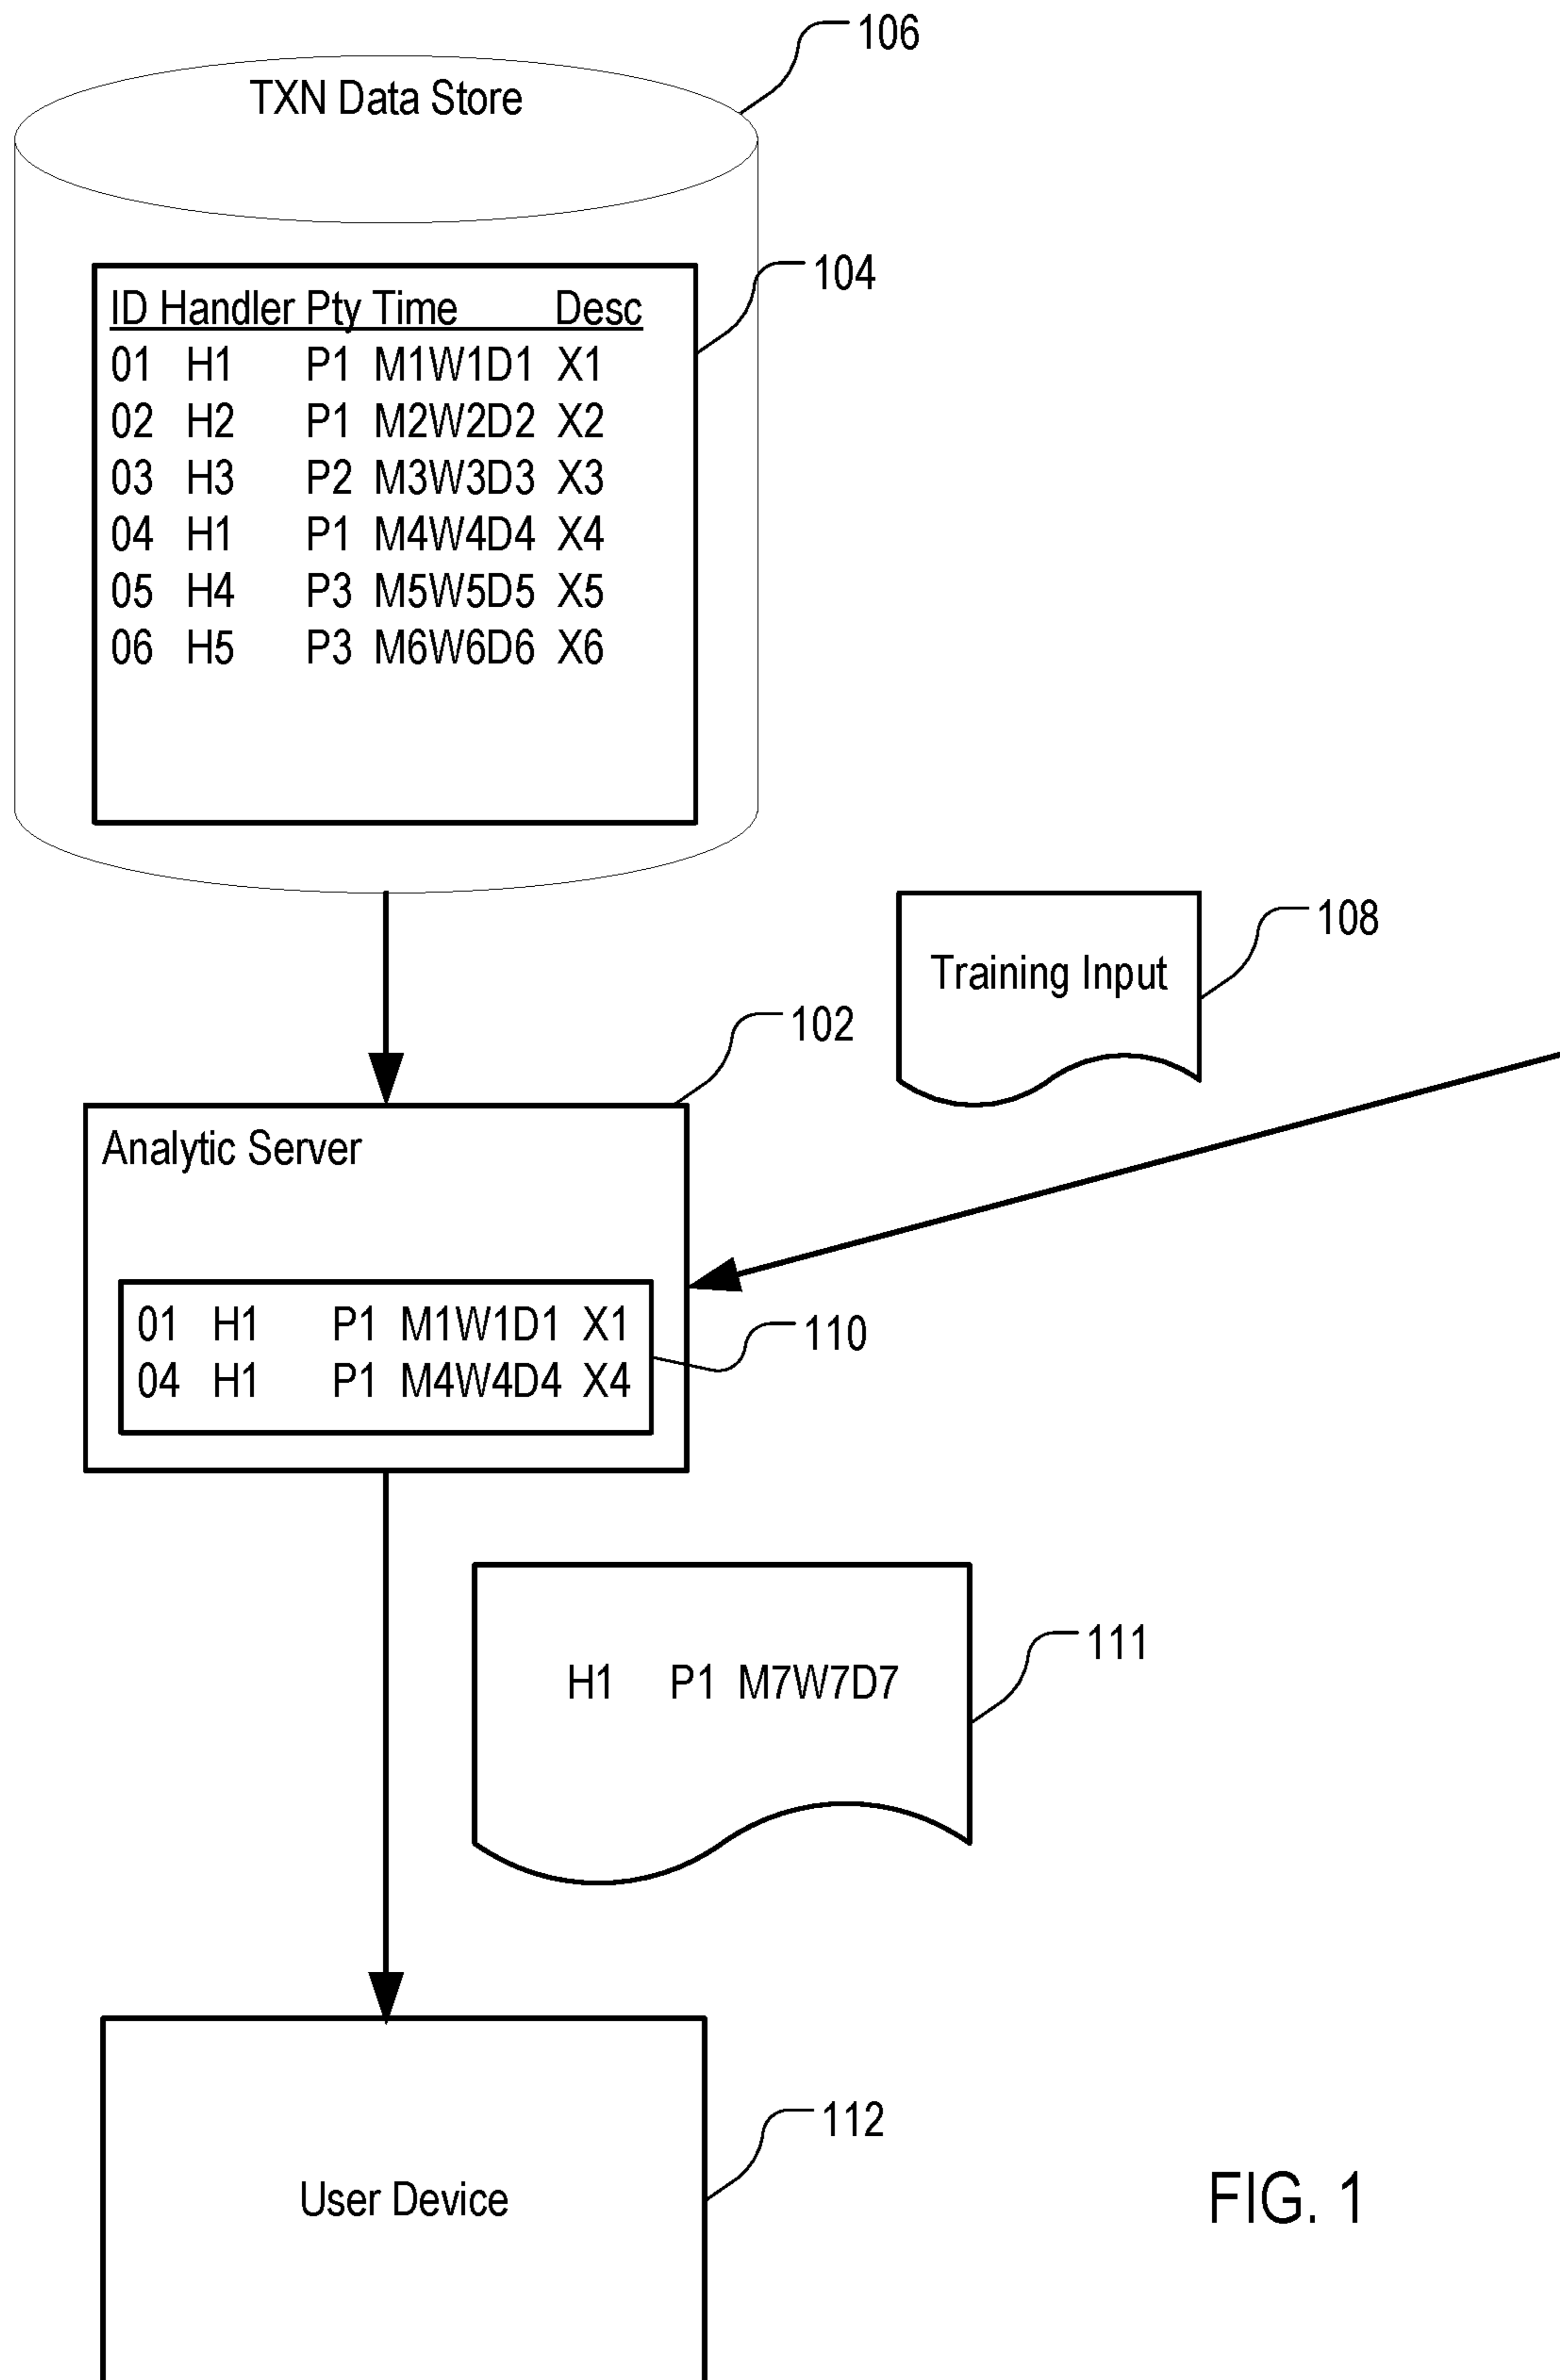 106
TXN Data Store
104
ID Handler Pty Time Desc
01 H1 P1 M1W1D1 X1
02 H2 P1 M2W2D2 X2
03 H3 P2 M3W3D3 X3
04 H1 P1 M4W4D4 X4
05 H4 P3 M5W5D5 X5
06 H5 P3 M6W6D6 X6
108
Training Input
102
Analytic Server
01 H1 P1 M1W1D1 X1
110
04 H1 P1 M4W4D4 X4
111
H1 P1 M7W7D7
112
User Device
FIG. 1